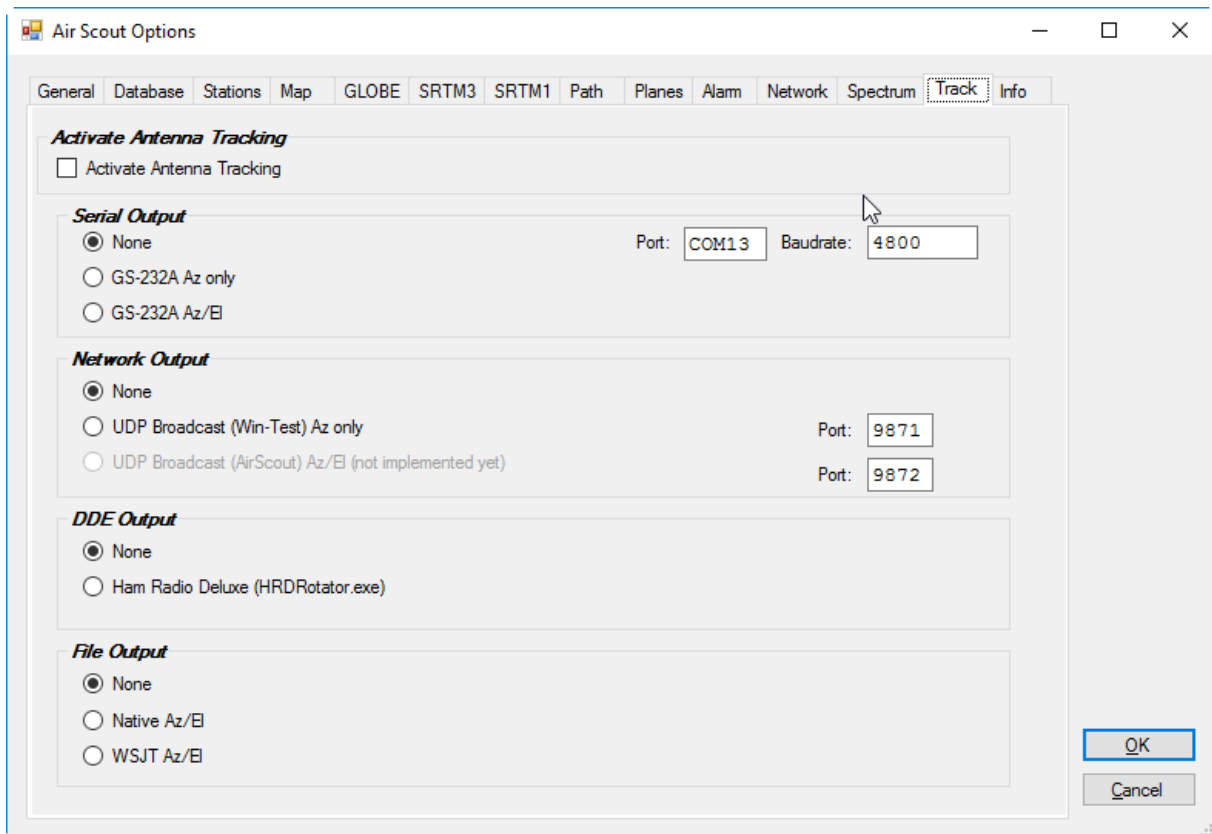 Air Scout Options
General Database Stations Map GLOBE SRTM3 SRTM1 Path Planes Alarm Network Spectrum Track Info
Activate Antenna Tracking
Activate Antenna Tracking
Serial Output
None Port: COM13 Baudrate: 4800
GS-232A Az only
GS-232A Az/El
Network Output
None
UDP Broadcast (Win-Test) Az only Port: 9871
UDP Broadcast (AirScout) Az/El (not implemented yet)
Port: 9872
DDE Output
None
Ham Radio Deluxe (HRDRotator.exe)
File Output
None
Native Az/El
WSJT Az/El
OK
Cancel